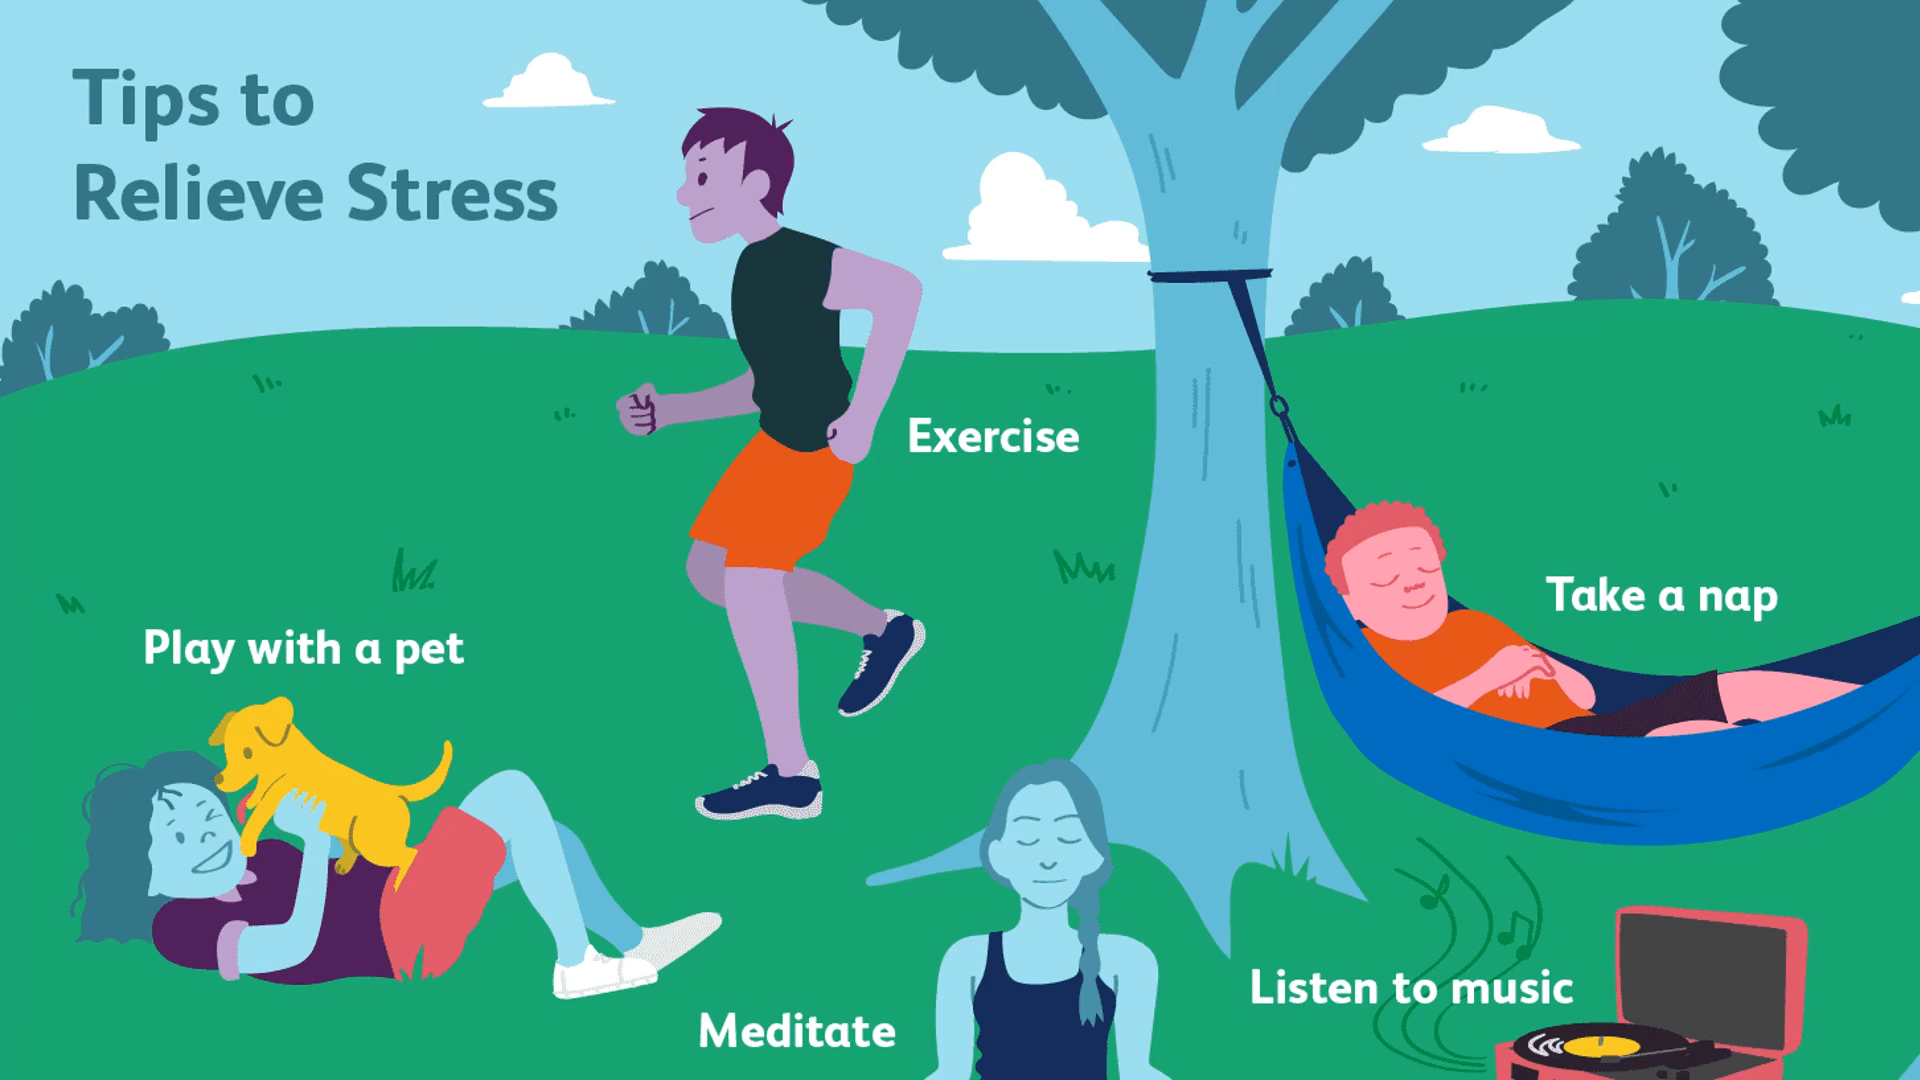 Tips to
Relieve Stress
Exercise
Take a nap
Play with a pet
Listen to music
Meditate